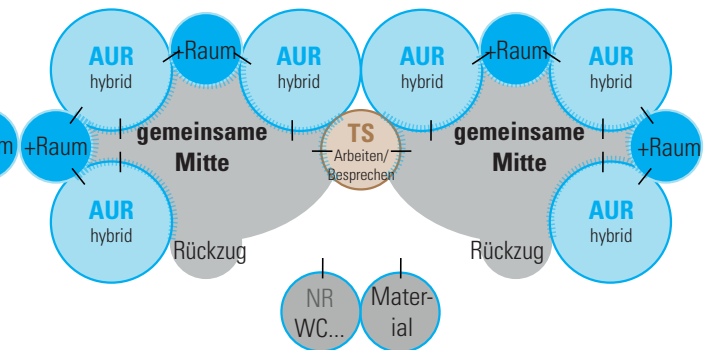 AUR
hybrid
+Raum
AUR
hybrid
AUR
hybrid
+Raum
AUR
hybrid
m
+Raum
gemeinsame
Mitte
TS
Arbeiten/
Besprechen
gemeinsame
Mitte
+Raum
AUR
hybrid
Rückzug
Rückzug
AUR
hybrid
NR
WC...
Mater-
ial